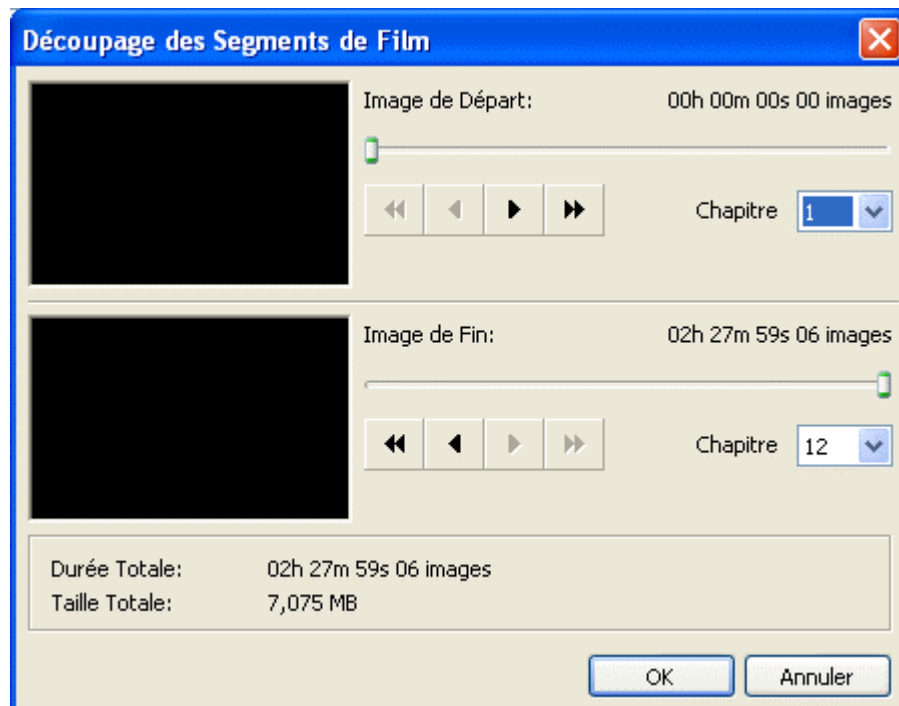 Découpage des Segments de Film
Image de Départ: 00h 00m 00s 00 images
Chapitre 1
Image de Fin: 02h 27m 59s 06 images
Chapitre 12
Durée Totale: 02h 27m 59s 06 images
Taille Totale: 7,075 MB
OK Annuler